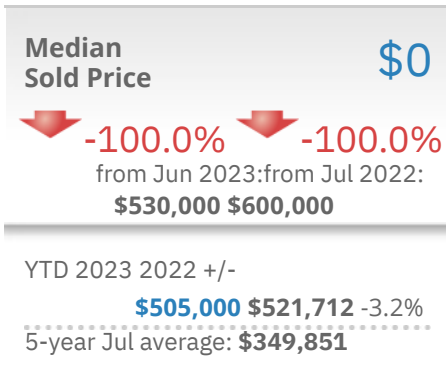 Median
Sold Price
$0
-100.0% -100.0%
from Jun 2023:from Jul 2022:
$530,000 $600,000
YTD 2023 2022 +/-
$505,000 $521,712 -3.2%
5-year Jul average: $349,851